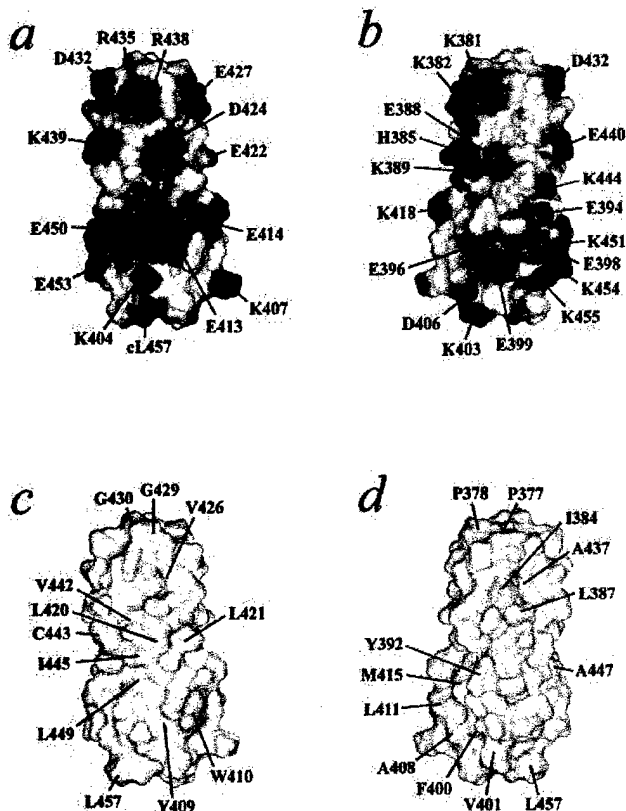 a
R435
R438
D432
E427
D424
K439
E422
E450
E414
E453
K407
K404
E413
cL457
b
K381
K382
D432
E388
H385
E440
K389
K444
K418
E394
K451
E396
E398
K454
D406
K455
K403
E399
c
G429
G430
V426
V442
L420
L421
C443
I445
L449
W410
L457
V409
d
P378
P377
I384
A437
L387
Y392
M415
A447
L411
A408
F400
V401
L457